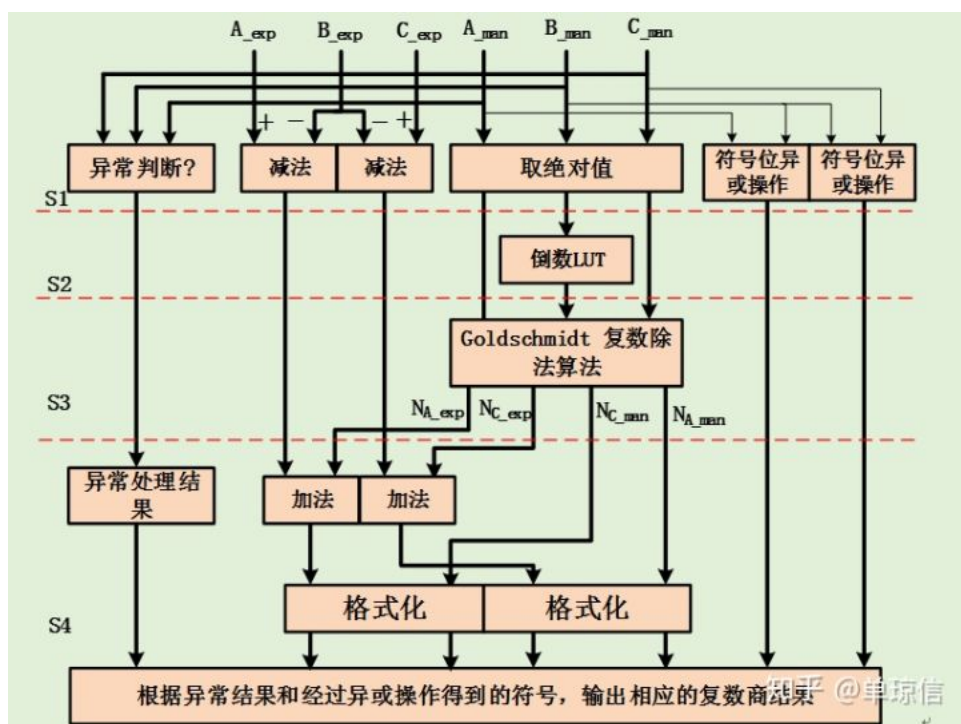 A_exp B_exp C_exp A_man B_man C_man
+ − − +
异常判断? 减法 减法 取绝对值 符号位异或操作 符号位异或操作
S1
倒数LUT
S2
Goldschmidt 复数除
法算法
S3
N_A_exp N_C_exp N_C_man N_A_man
异常处理结
果
加法 加法
格式化 格式化
S4
根据异常结果和经过异或操作得到的符号，输出相应的复数商结果
知乎 @单琼信